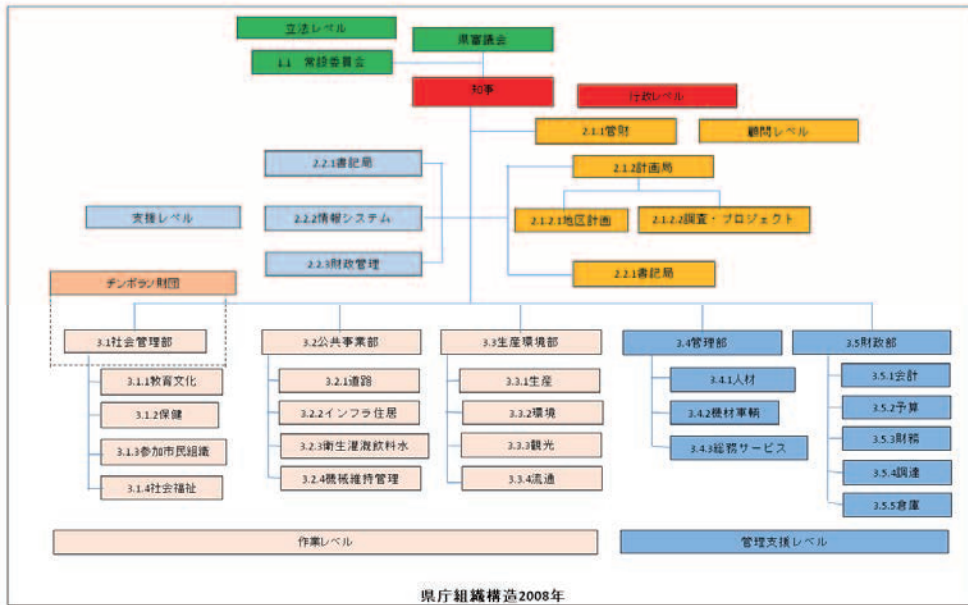 立法レベル
県審議会
1.1 常設委員会
知事
行政レベル
2.1.1管財
顧問レベル
2.2.1書記局
2.1.2計画局
支援レベル
2.2.2情報システム
2.1.2.1地区計画
2.1.2.2調査・プロジェクト
2.2.3財政管理
2.2.1書記局
チンボラソ財団
3.1社会管理部
3.2公共事業部
3.3生産環境部
3.4管理部
3.5財政部
3.1.1教育文化
3.1.2保健
3.1.3参加市民組織
3.1.4社会福祉
3.2.1道路
3.2.2インフラ住居
3.2.3衛生灌漑飲料水
3.2.4機械維持管理
3.3.1生産
3.3.2環境
3.3.3観光
3.3.4流通
3.4.1人材
3.4.2機材車輌
3.4.3総務サービス
3.5.1会計
3.5.2予算
3.5.3財務
3.5.4調達
3.5.5倉庫
作業レベル
管理支援レベル
県庁組織構造2008年